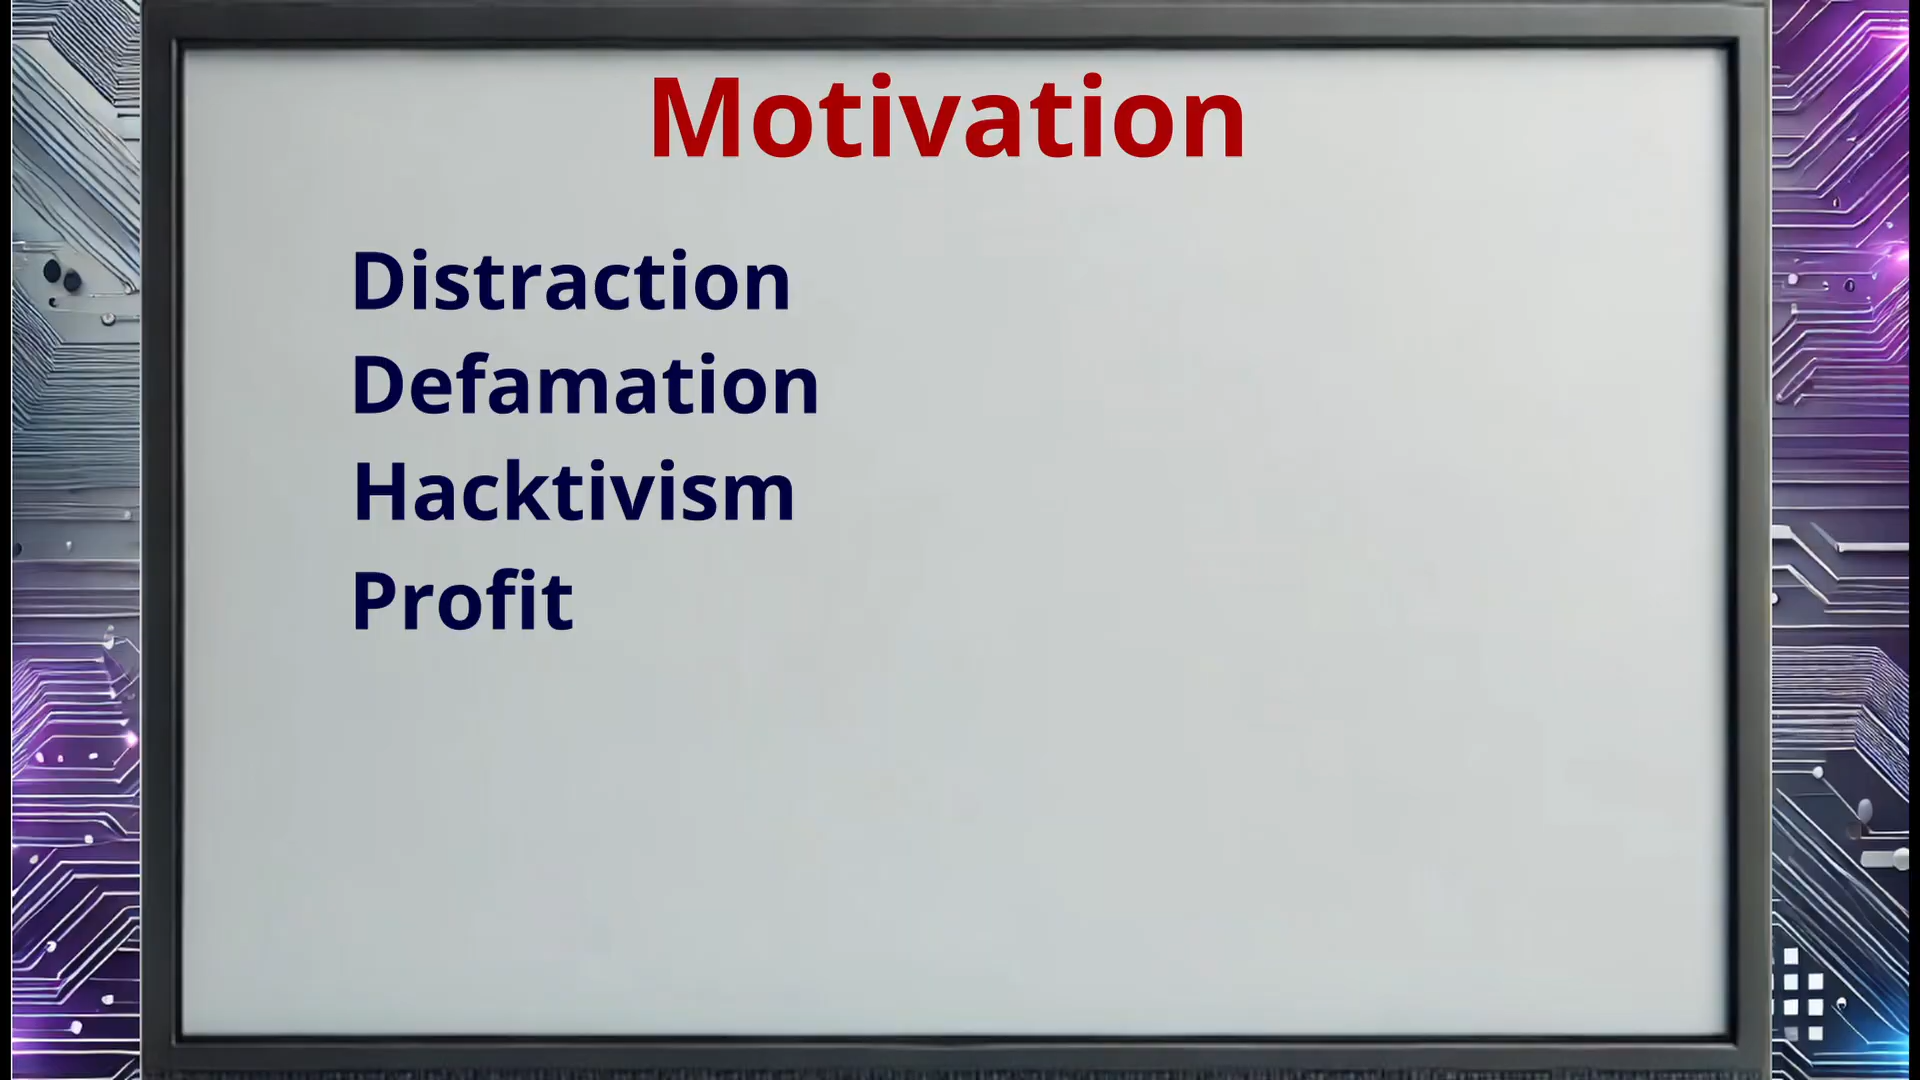 Motivation
Distraction
Defamation
Hacktivism
Profit